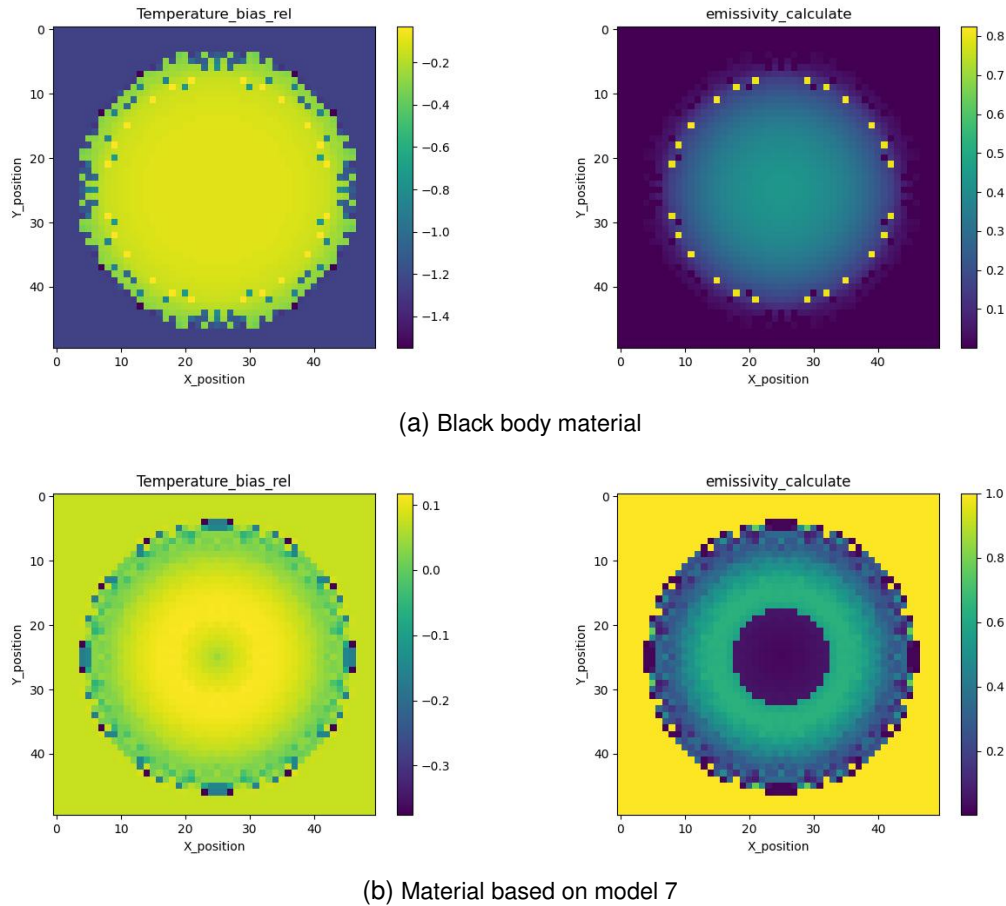 Temperature_bias_rel
emissivity_calculate
0
10
20
30
40
Y_position
0 10 20 30 40
X_position
−0.2
−0.4
−0.6
−0.8
−1.0
−1.2
−1.4
0
10
20
30
40
Y_position
0 10 20 30 40
X_position
0.8
0.7
0.6
0.5
0.4
0.3
0.2
0.1
(a) Black body material
Temperature_bias_rel
emissivity_calculate
0
10
20
30
40
Y_position
0 10 20 30 40
X_position
0.1
0.0
−0.1
−0.2
−0.3
0
10
20
30
40
Y_position
0 10 20 30 40
X_position
1.0
0.8
0.6
0.4
0.2
(b) Material based on model 7